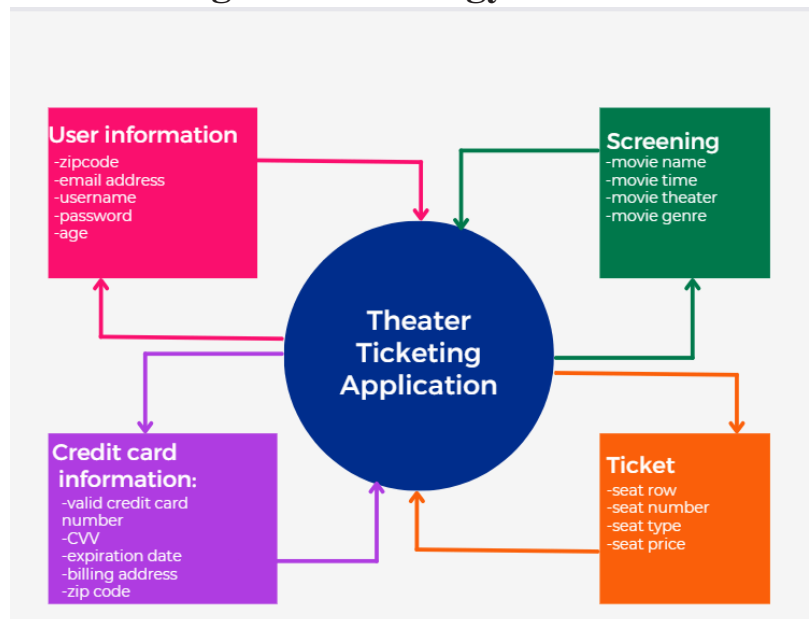 User information
-zipcode
-email address
-username
-password
-age
Screening
-movie name
-movie time
-movie theater
-movie genre
Theater
Ticketing
Application
Credit card
information:
-valid credit card
number
-CVV
-expiration date
-billing address
-zip code
Ticket
-seat row
-seat number
-seat type
-seat price